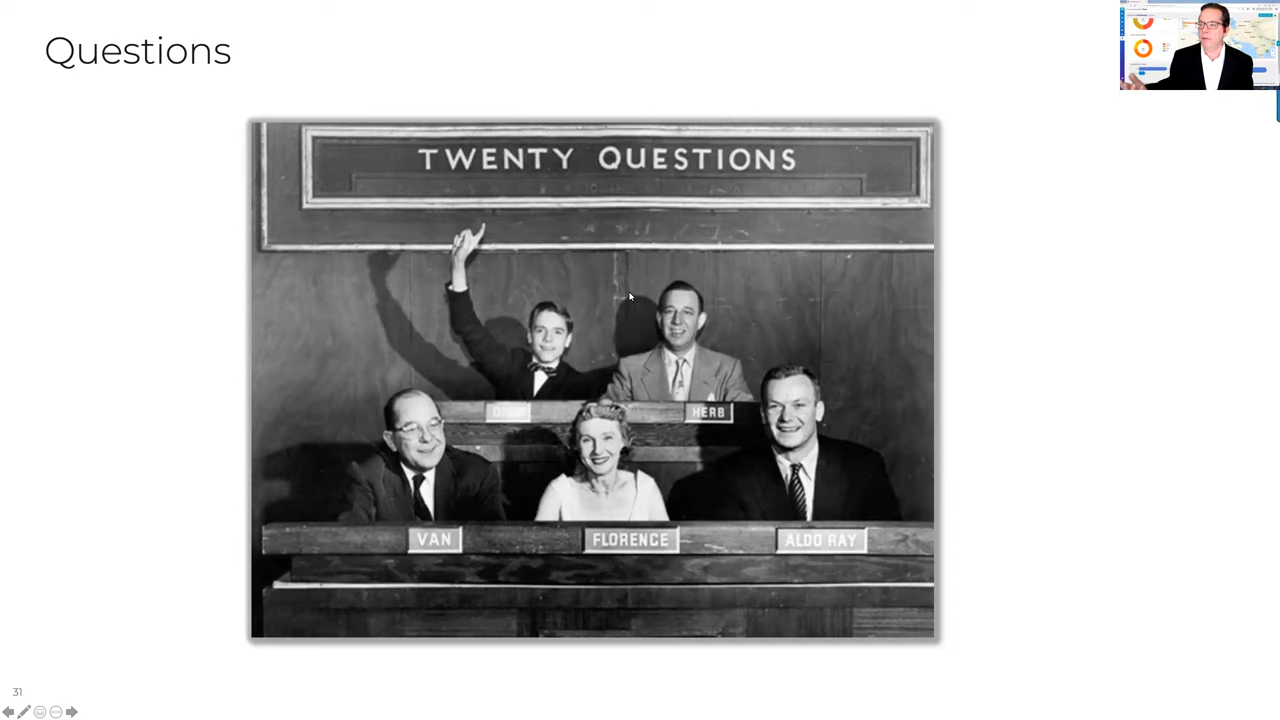 Questions
TWENTY QUESTIONS
HERB
VAN
FLORENCE
ALDO RAY
31